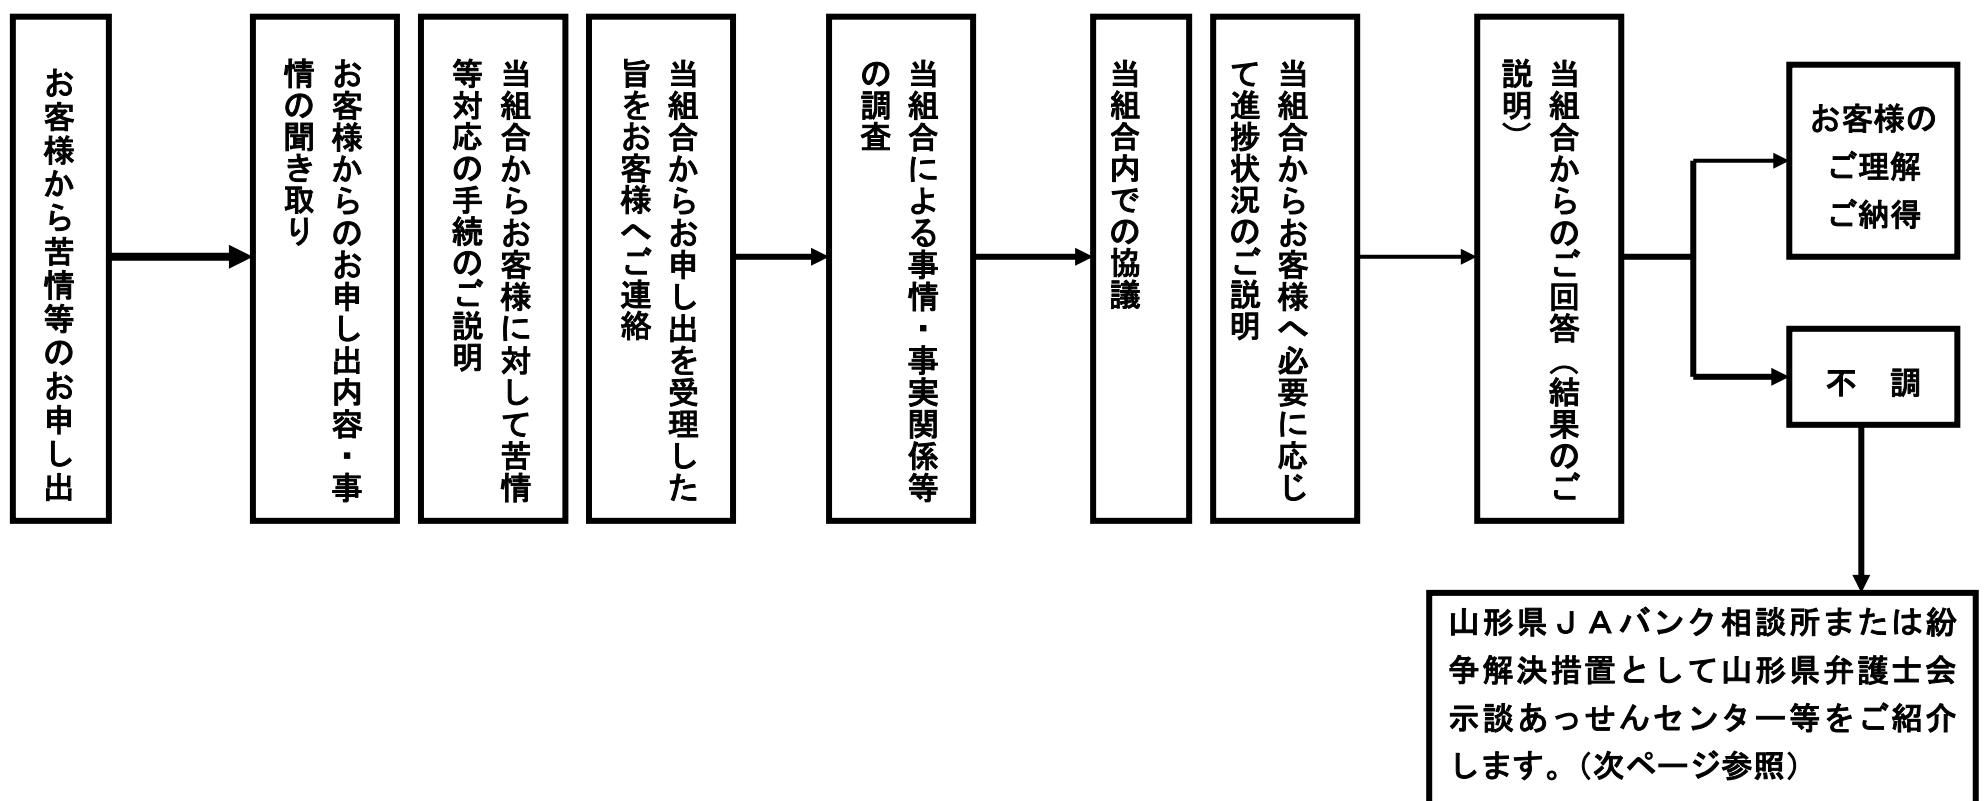 お客様から苦情等のお申し出
お客様からのお申し出内容・事
情の聞き取り
当組合からお客様に対して苦情
等対応の手続のご説明
当組合からお申し出を受理した
旨をお客様へご連絡
当組合による事情・事実関係等
の調査
当組合内での協議
当組合からお客様へ必要に応じ
て進捗状況のご説明
当組合からのご回答（結果のご
説明）
お客様の
ご理解
ご納得
不　調
山形県ＪＡバンク相談所または紛
争解決措置として山形県弁護士会
示談あっせんセンター等をご紹介
します。（次ページ参照）